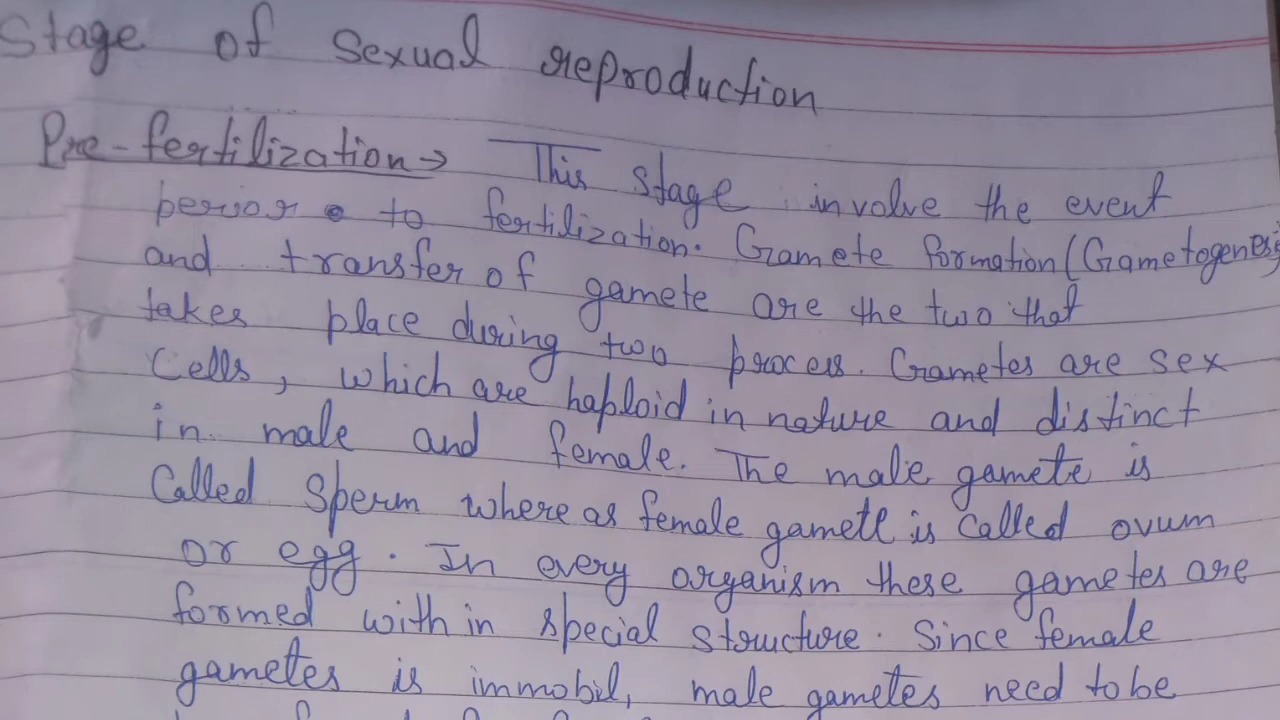 Stage of Sexual reproduction
Pre-fertilization → This stage involve the event
perior to fertilization. Gamete formation (Gametogenesis
and transfer of gamete are the two that
takes place during two process. Gametes are sex
Cells, which are haploid in nature and distinct
in male and female. The male gamete is
Called Sperm where as female gamete is Called ovum
or egg. In every organism these gametes are
formed with in special structure. Since female
gametes is immobil, male gametes need to be